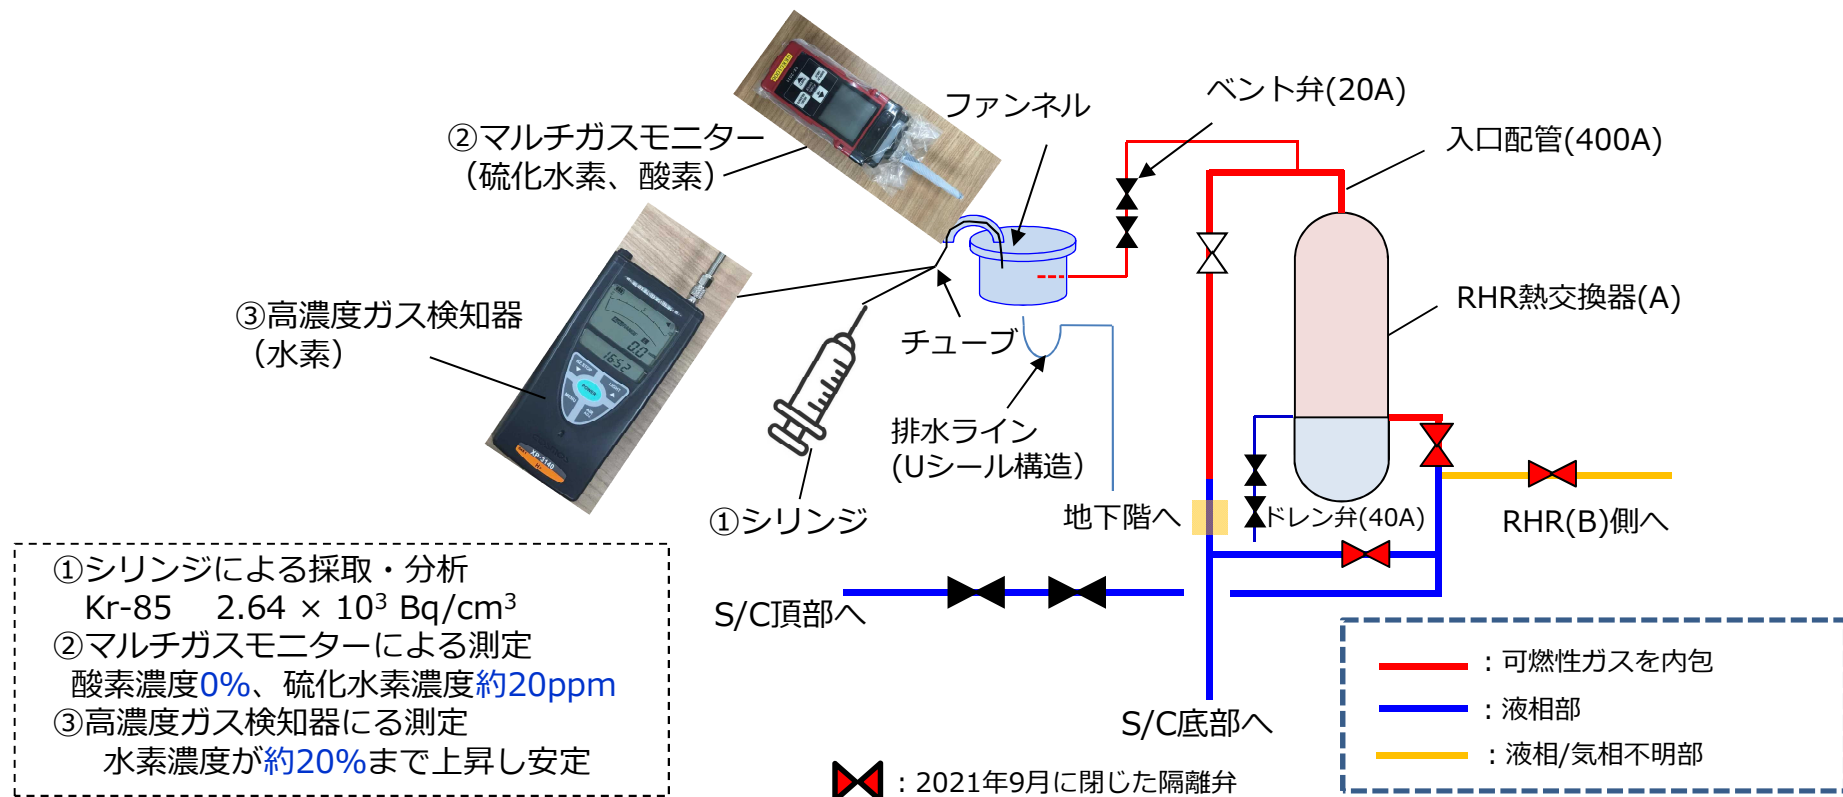 ②マルチガスモニター
（硫化水素、酸素）
ファンネル
ベント弁(20A)
入口配管(400A)
③高濃度ガス検知器
（水素）
チューブ
RHR熱交換器(A)
排水ライン
(Uシール構造）
①シリンジ
地下階へ
ドレン弁(40A)
RHR(B)側へ
S/C頂部へ
S/C底部へ
①シリンジによる採取・分析
Kr-85 2.64 × 10³ Bq/cm³
②マルチガスモニターによる測定
酸素濃度0%、硫化水素濃度約20ppm
③高濃度ガス検知器にる測定
水素濃度が約20%まで上昇し安定
：可燃性ガスを内包
：液相部
：液相/気相不明部
：2021年9月に閉じた隔離弁
XP-3140
POWER
LIGHT
00
1652